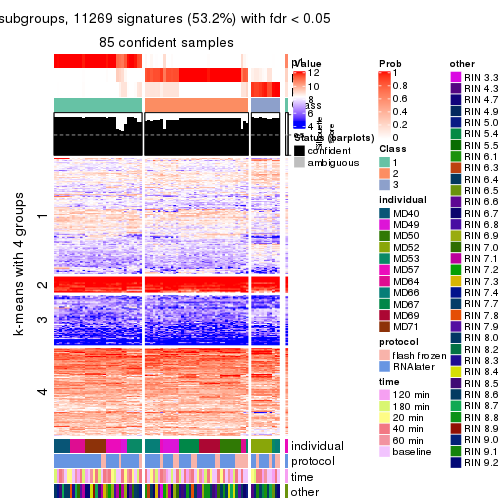 subgroups, 11269 signatures (53.2%) with fdr < 0.05
85 confident samples
k-means with 4 groups
1
2
3
4
individual
protocol
time
other
Value
12
10
8
6
4
Status (barplots)
confident
ambiguous
Silhouette
score
Prob
1
0.8
0.6
0.4
0.2
0
Class
1
2
3
individual
MD40
MD49
MD50
MD52
MD53
MD57
MD64
MD66
MD67
MD69
MD71
protocol
flash frozen
RNAlater
time
120 min
180 min
20 min
40 min
60 min
baseline
other
RIN 3.3
RIN 4.3
RIN 4.7
RIN 4.9
RIN 5.0
RIN 5.4
RIN 5.5
RIN 6.1
RIN 6.3
RIN 6.4
RIN 6.5
RIN 6.6
RIN 6.7
RIN 6.8
RIN 6.9
RIN 7.0
RIN 7.1
RIN 7.2
RIN 7.3
RIN 7.4
RIN 7.5
RIN 7.6
RIN 7.7
RIN 7.8
RIN 7.9
RIN 8.0
RIN 8.2
RIN 8.3
RIN 8.4
RIN 8.5
RIN 8.6
RIN 8.7
RIN 8.8
RIN 8.9
RIN 9.0
RIN 9.1
RIN 9.2